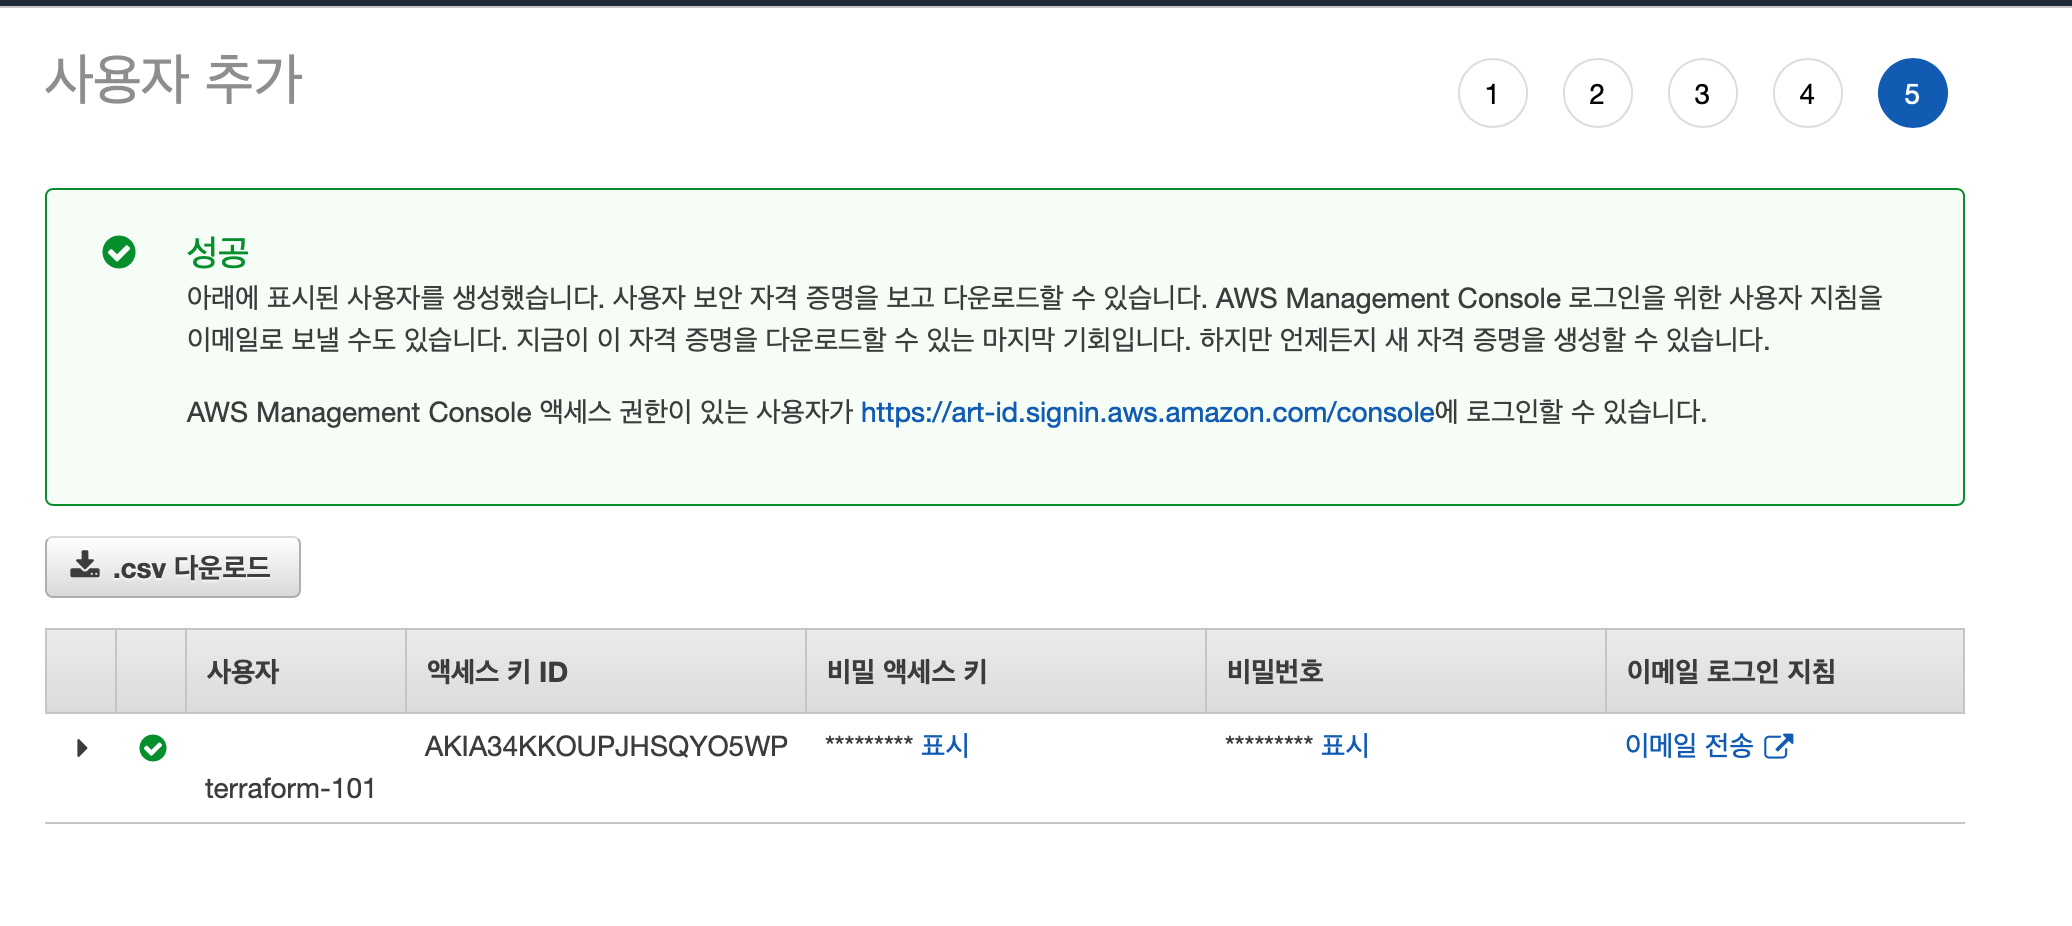 사용자 추가
1 2 3 4 5
성공
아래에 표시된 사용자를 생성했습니다. 사용자 보안 자격 증명을 보고 다운로드할 수 있습니다. AWS Management Console 로그인을 위한 사용자 지침을
이메일로 보낼 수도 있습니다. 지금이 이 자격 증명을 다운로드할 수 있는 마지막 기회입니다. 하지만 언제든지 새 자격 증명을 생성할 수 있습니다.
AWS Management Console 액세스 권한이 있는 사용자가 https://art-id.signin.aws.amazon.com/console에 로그인할 수 있습니다.
.csv 다운로드
사용자 액세스 키 ID 비밀 액세스 키 비밀번호 이메일 로그인 지침
AKIA34KKOUPJHSQYO5WP ********* 표시 ********* 표시 이메일 전송
terraform-101